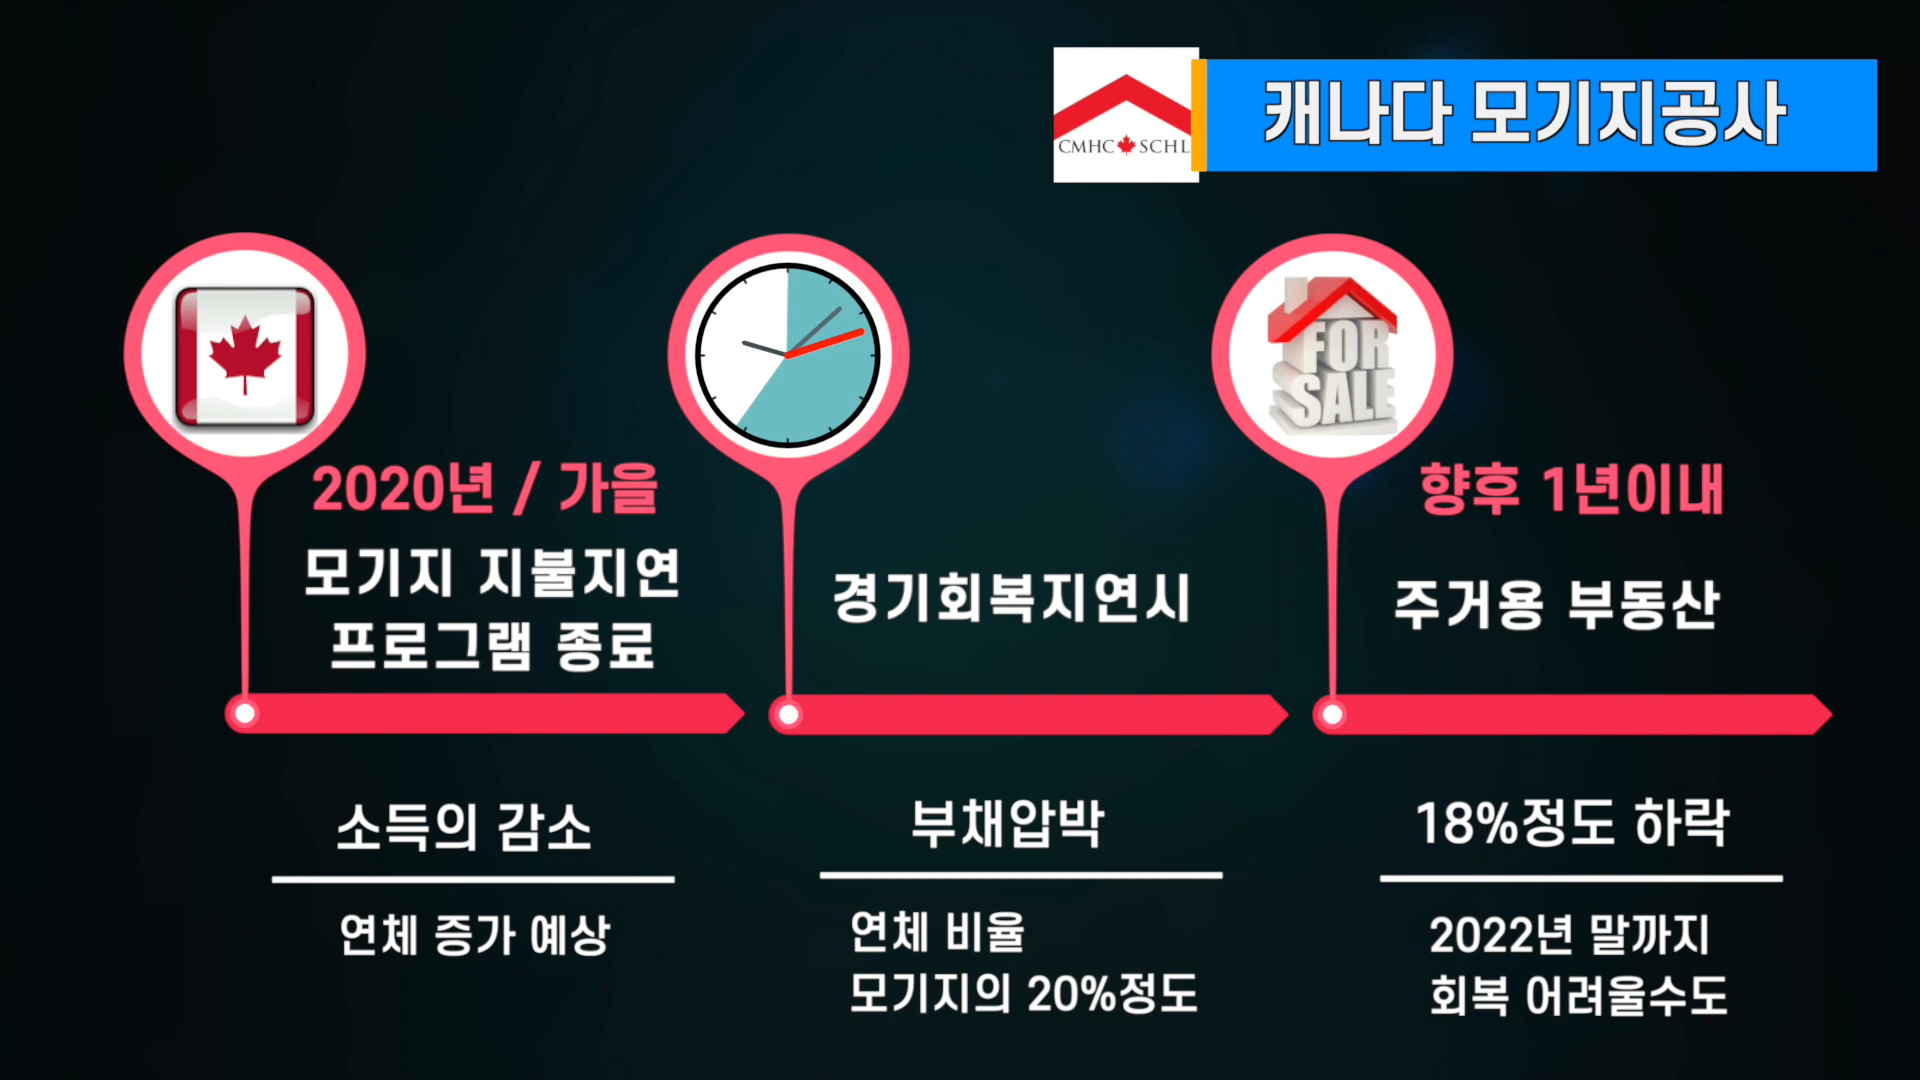 캐나다 모기지공사
CMHC SCHL
FOR
SALE
2020년 / 가을
모기지 지불지연
프로그램 종료
소득의 감소
연체 증가 예상
경기회복지연시
부채압박
연체 비율
모기지의 20%정도
향후 1년이내
주거용 부동산
18%정도 하락
2022년 말까지
회복 어려울수도